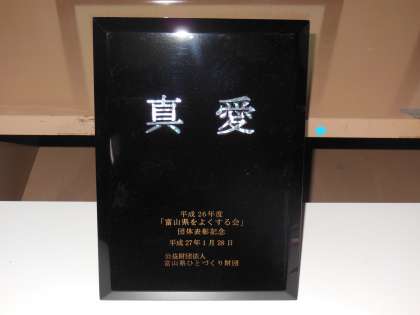 真 愛
平成26年度
「富山県をよくする会」
団体表彰記念
平成27年1月28日
公益財団法人
富山県ひとづくり財団